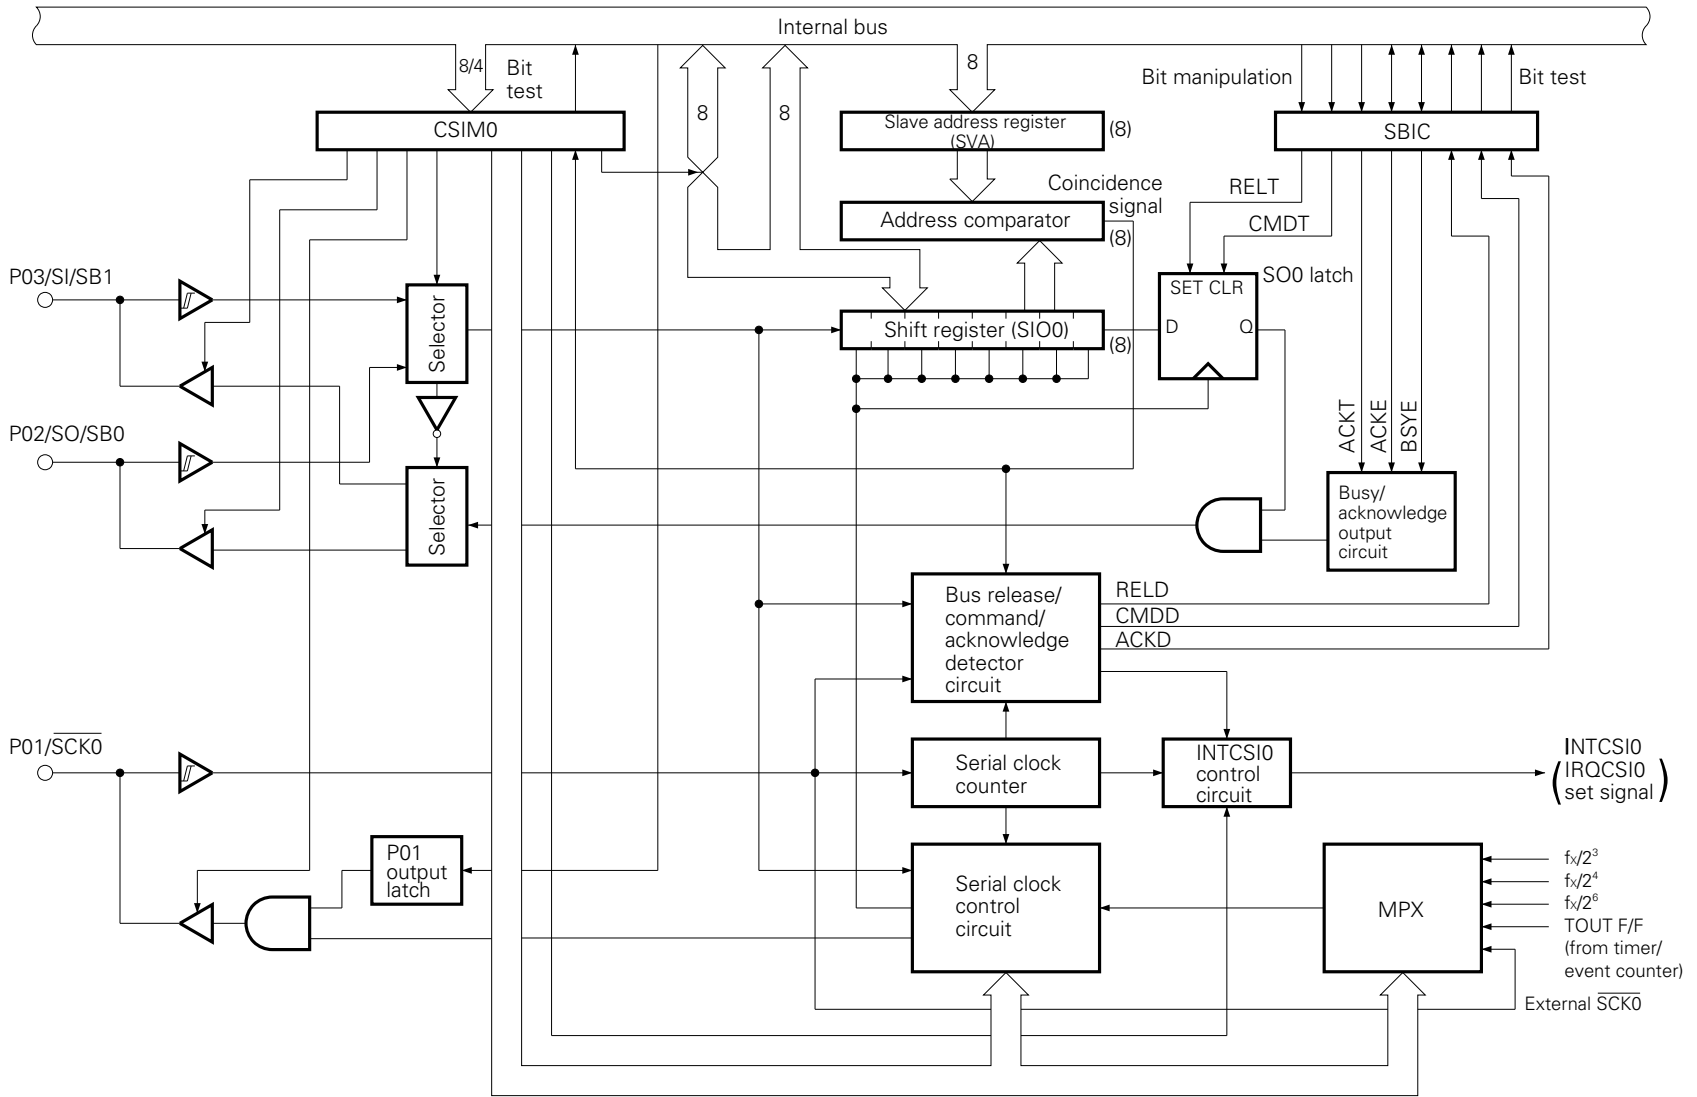 Internal bus
8/4
Bit
test
8
8
8
Bit manipulation
Bit test
CSIM0
Slave address register
(SVA)
(8)
SBIC
Coincidence
signal
Address comparator
(8)
RELT
CMDT
SO0 latch
P03/SI/SB1
Selector
Shift register (SIO0)
(8)
SET CLR
D
Q
P02/SO/SB0
Selector
ACKT
ACKE
BSYE
Busy/
acknowledge
output
circuit
Bus release/
command/
acknowledge
detector
circuit
RELD
CMDD
ACKD
P01/S̅C̅K̅0̅
Serial clock
counter
INTCSI0
control
circuit
INTCSI0
(IRQCSI0
set signal)
P01
output
latch
Serial clock
control
circuit
MPX
fX/2³
fX/2⁴
fX/2⁶
TOUT F/F
(from timer/
event counter)
External S̅C̅K̅0̅